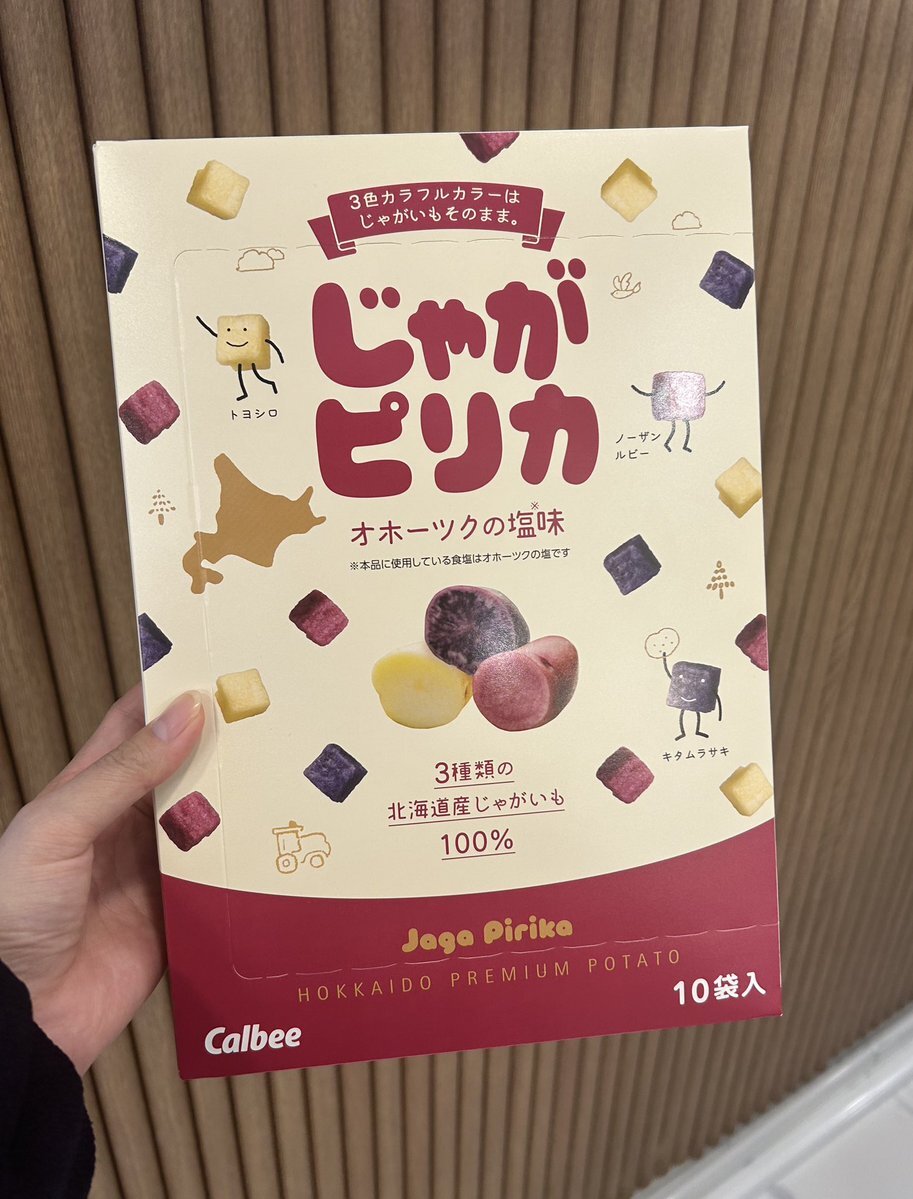 3色カラフルカラーは
じゃがいもそのまま。
じゃが
ピリカ
トヨシロ
ノーザン
ルビー
オホーツクの塩※味
※本品に使用している食塩はオホーツクの塩です
キタムラサキ
3種類の
北海道産じゃがいも
100%
Jaga Pirika
HOKKAIDO PREMIUM POTATO
10袋入
Calbee